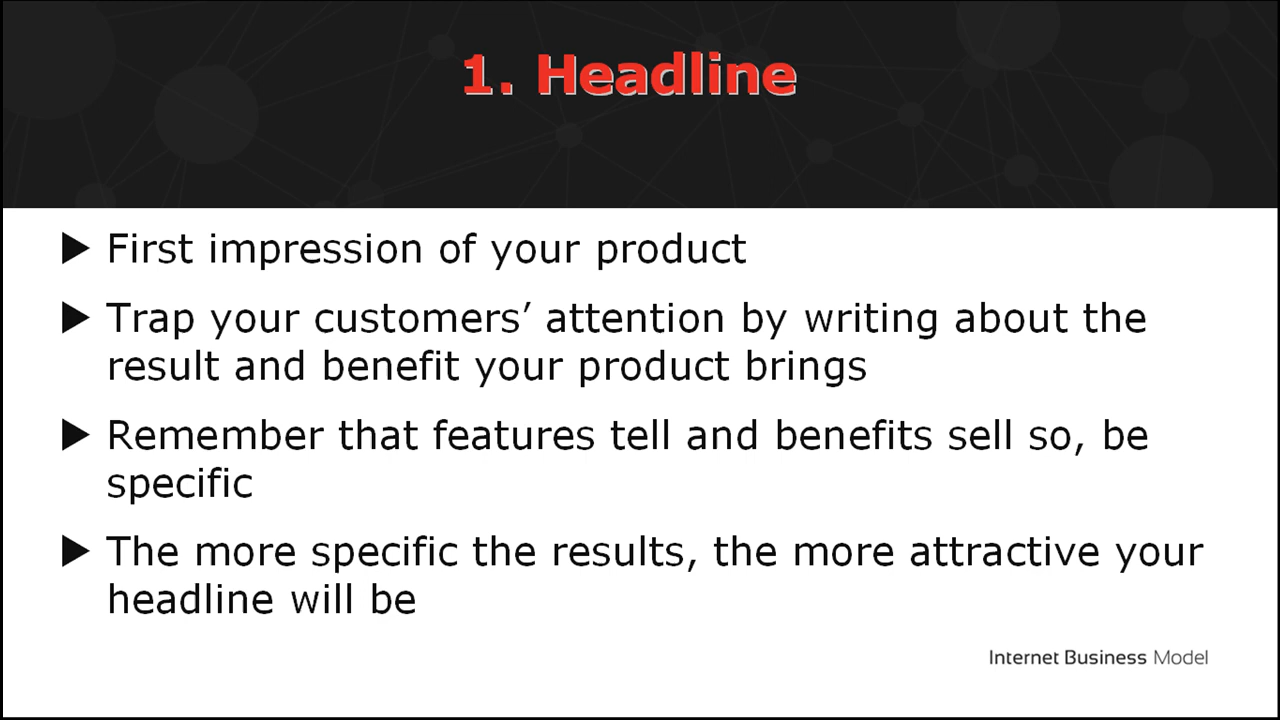 1. Headline
▶ First impression of your product
▶ Trap your customers’ attention by writing about the
result and benefit your product brings
▶ Remember that features tell and benefits sell so, be
specific
▶ The more specific the results, the more attractive your
headline will be
Internet Business Model